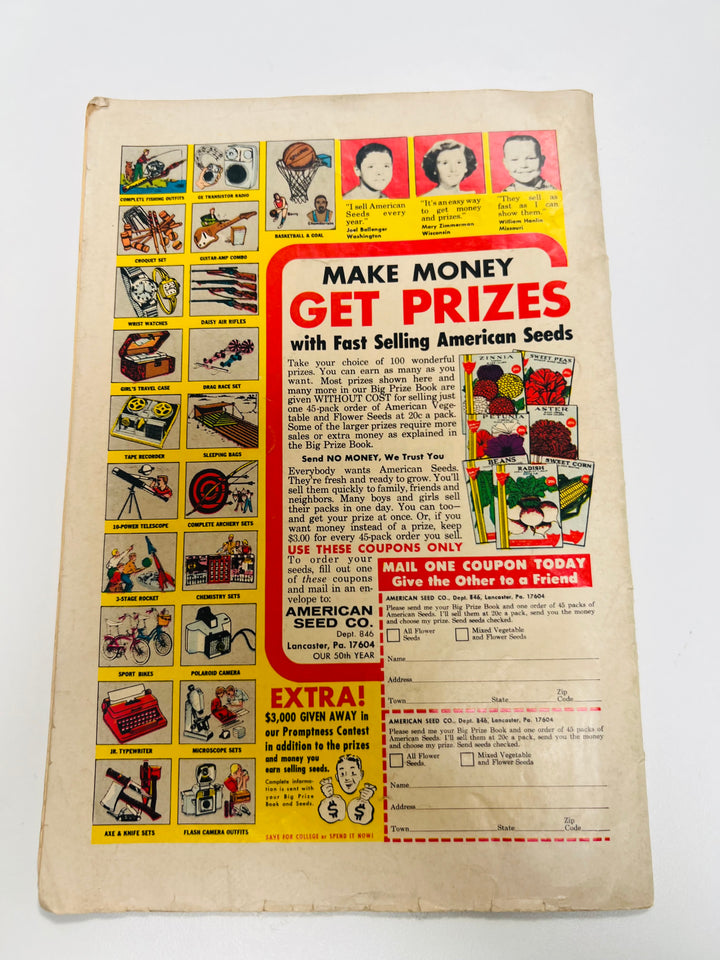 COMPLETE FISHING OUTFITS
GE TRANSISTOR RADIO
BASKETBALL & GOAL
CROQUET SET
GUITAR-AMP COMBO
WRIST WATCHES
DAISY AIR RIFLES
GIRL'S TRAVEL CASE
DRAG RACE SET
TAPE RECORDER
SLEEPING BAGS
10-POWER TELESCOPE
COMPLETE ARCHERY SETS
3-STAGE ROCKET
CHEMISTRY SETS
SPORT BIKES
POLAROID CAMERA
JR. TYPEWRITER
MICROSCOPE SETS
AXE & KNIFE SETS
FLASH CAMERA OUTFITS
"I sell American
Seeds every
year."
Joel Ballenger
Washington
"It's an easy way
to get money
and prizes."
Mary Zimmerman
Wisconsin
"They sell as
fast as I can
show them."
William Hanlin
Missouri
MAKE MONEY
GET PRIZES
with Fast Selling American Seeds
Take your choice of 100 wonderful
prizes. You can earn as many as you
want. Most prizes shown here and
many more in our Big Prize Book are
given WITHOUT COST for selling just
one 45-pack order of American Vege-
table and Flower Seeds at 20c a pack.
Some of the larger prizes require more
sales or extra money as explained in
the Big Prize Book.
Send NO MONEY, We Trust You
Everybody wants American Seeds.
They're fresh and ready to grow. You'll
sell them quickly to family, friends and
neighbors. Many boys and girls sell
their packs in one day. You can too—
and get your prize at once. Or, if you
want money instead of a prize, keep
$3.00 for every 45-pack order you sell.
USE THESE COUPONS ONLY
To order your
seeds, fill out one
of these coupons
and mail in an en-
velope to:
AMERICAN
SEED CO.
Dept. 846
Lancaster, Pa. 17604
OUR 50th YEAR
ZINNIA
SWEET PEAS
PETUNIA
ASTER
BEANS
RADISH
SWEET CORN
EXTRA!
$3,000 GIVEN AWAY in
our Promptness Contest
in addition to the prizes
and money you
earn selling seeds.
Complete informa-
tion is sent with
your Big Prize
Book and Seeds.
$ $
SAVE FOR COLLEGE or SPEND IT NOW!
MAIL ONE COUPON TODAY
Give the Other to a Friend
AMERICAN SEED CO., Dept. 846, Lancaster, Pa. 17604
Please send me your Big Prize Book and one order of 45 packs of
American Seeds. I'll sell them at 20c a pack, send you the money
and choose my prize. Send seeds checked.
All Flower
Seeds
Mixed Vegetable
and Flower Seeds
Name
Address
Town State Zip Code
AMERICAN SEED CO., Dept. 846, Lancaster, Pa. 17604
Please send me your Big Prize Book and one order of 45 packs of
American Seeds. I'll sell them at 20c a pack, send you the money
and choose my prize. Send seeds checked.
All Flower
Seeds.
Mixed Vegetable
and Flower Seeds.
Name
Address
Town State Zip Code